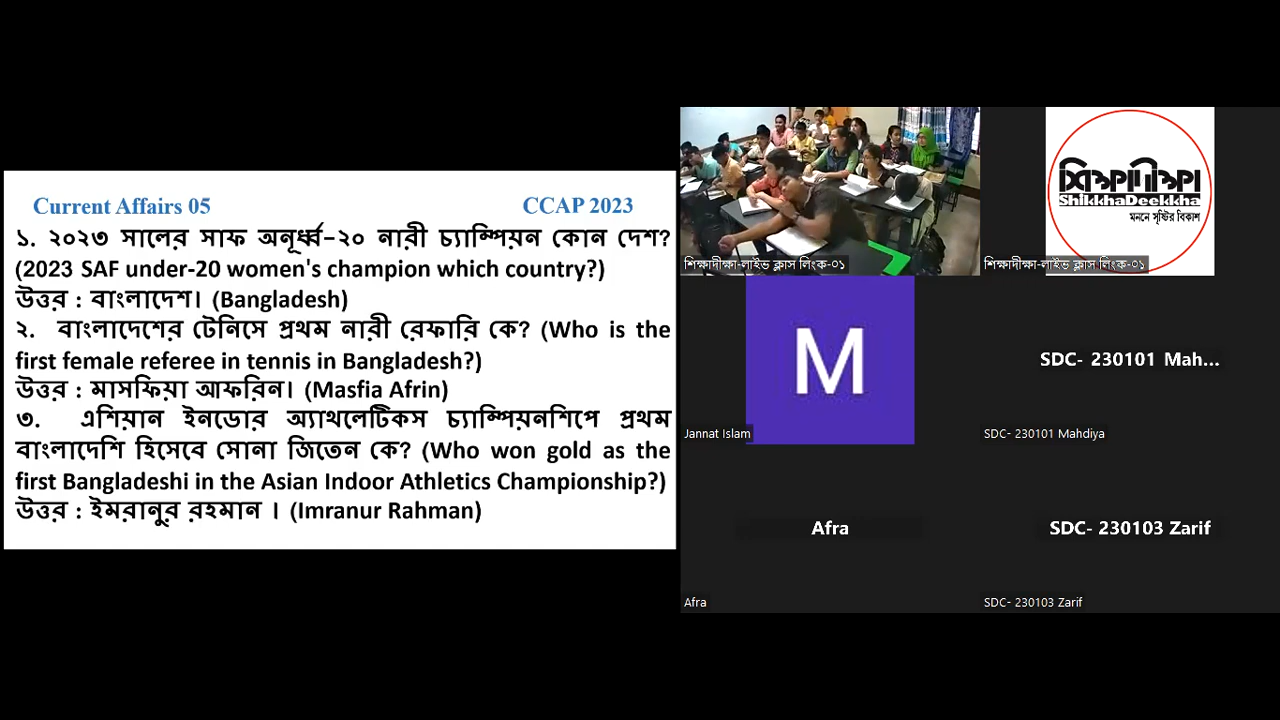 Current Affairs 05 CCAP 2023
১. ২০২৩ সালের সাফ অনূর্ধ্ব-২০ নারী চ্যাম্পিয়ন কোন দেশ?
(2023 SAF under-20 women's champion which country?)
উত্তর : বাংলাদেশ। (Bangladesh)
২. বাংলাদেশের টেনিসে প্রথম নারী রেফারি কে? (Who is the
first female referee in tennis in Bangladesh?)
উত্তর : মাসফিয়া আফরিন। (Masfia Afrin)
৩. এশিয়ান ইনডোর অ্যাথলেটিকস চ্যাম্পিয়নশিপে প্রথম
বাংলাদেশি হিসেবে সোনা জিতেন কে? (Who won gold as the
first Bangladeshi in the Asian Indoor Athletics Championship?)
উত্তর : ইমরানুর রহমান । (Imranur Rahman)
শিক্ষাদীক্ষা
ShikkhaDeekkha
মননে সৃষ্টির বিকাশ
শিক্ষাদীক্ষা-লাইভ ক্লাস লিংক-০১
শিক্ষাদীক্ষা-লাইভ ক্লাস লিংক-০১
M
Jannat Islam
SDC- 230101 Mah...
SDC- 230101 Mahdiya
Afra
Afra
SDC- 230103 Zarif
SDC- 230103 Zarif